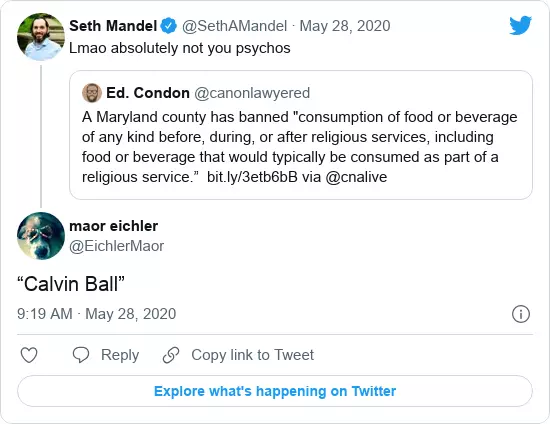 Seth Mandel @SethAMandel · May 28, 2020
Lmao absolutely not you psychos
Ed. Condon @canonlawyered
A Maryland county has banned "consumption of food or beverage
of any kind before, during, or after religious services, including
food or beverage that would typically be consumed as part of a
religious service.” bit.ly/3etb6bB via @cnalive
maor eichler
@EichlerMaor
“Calvin Ball”
9:19 AM · May 28, 2020
Reply Copy link to Tweet
Explore what's happening on Twitter